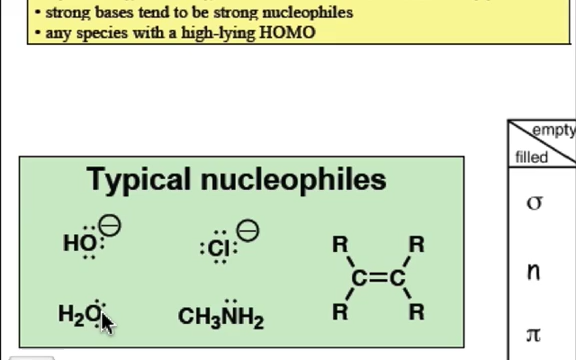 • strong bases tend to be strong nucleophiles
• any species with a high-lying HOMO
empty
filled
Typical nucleophiles
σ
HO:⊖
:Cl:⊖
R R
C=C
R R
n
H₂O
CH₃NH₂
π